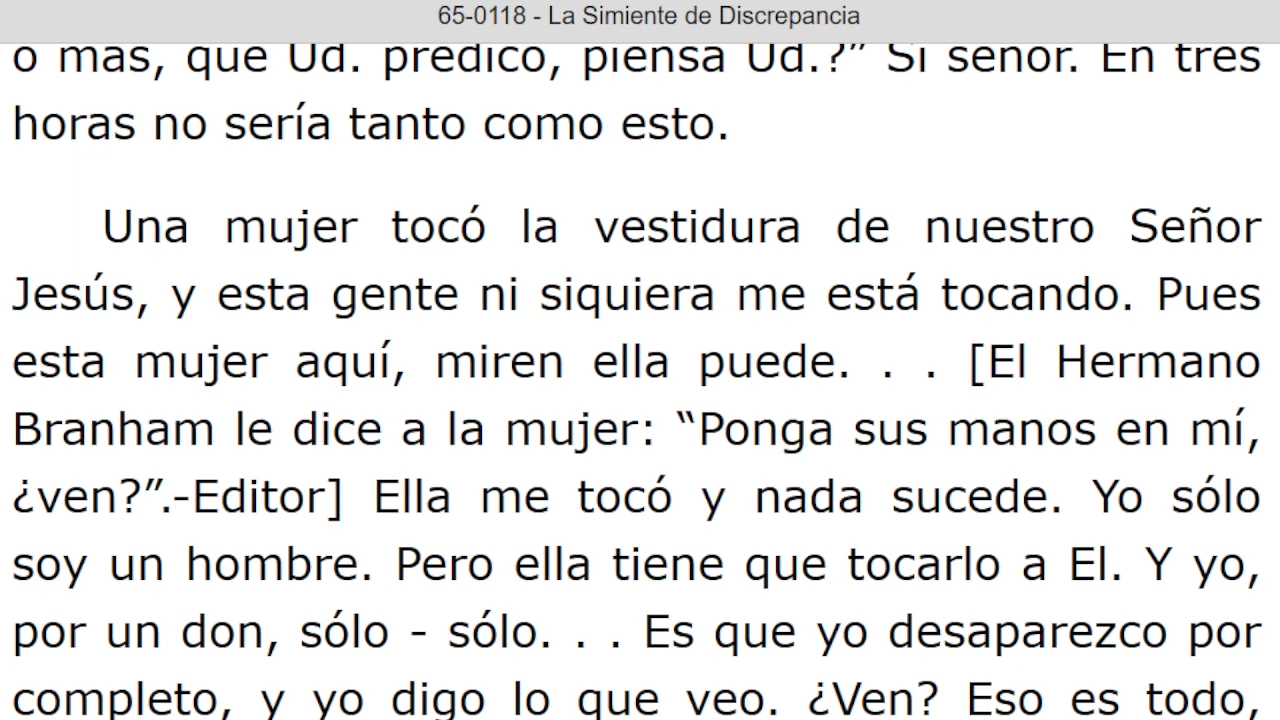 65-0118 - La Simiente de Discrepancia
o más, que Ud. predicó, piensa Ud.?” Sí señor. En tres
horas no sería tanto como esto.
Una mujer tocó la vestidura de nuestro Señor
Jesús, y esta gente ni siquiera me está tocando. Pues
esta mujer aquí, miren ella puede. . . [El Hermano
Branham le dice a la mujer: “Ponga sus manos en mí,
¿ven?”.-Editor] Ella me tocó y nada sucede. Yo sólo
soy un hombre. Pero ella tiene que tocarlo a El. Y yo,
por un don, sólo - sólo. . . Es que yo desaparezco por
completo, y yo digo lo que veo. ¿Ven? Eso es todo,